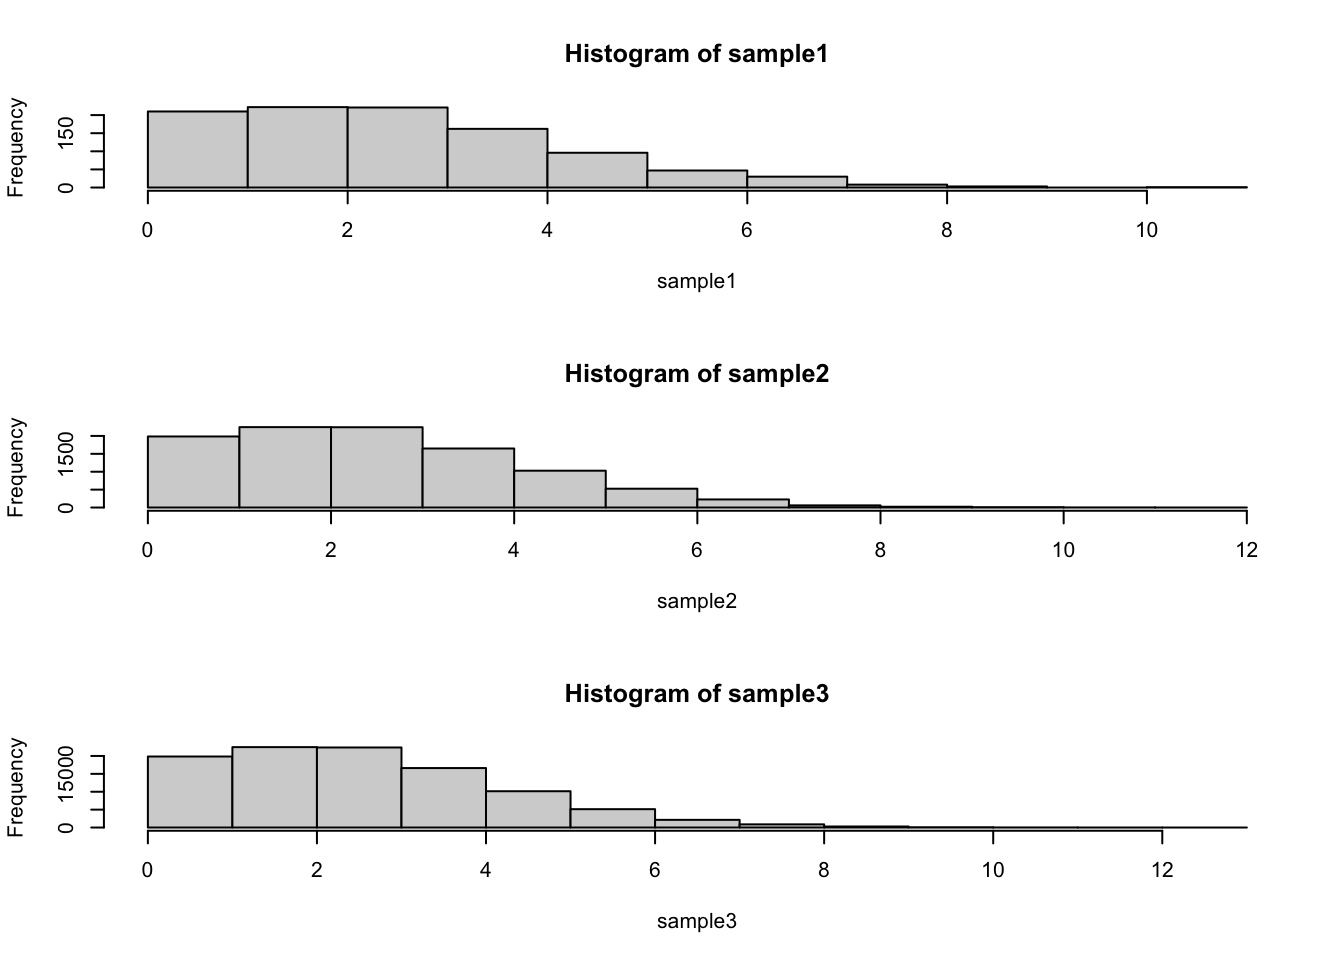 Histogram of sample1
Frequency
150
0
0 2 4 6 8 10
sample1
Histogram of sample2
Frequency
1500
0
0 2 4 6 8 10 12
sample2
Histogram of sample3
Frequency
15000
0
0 2 4 6 8 10 12
sample3